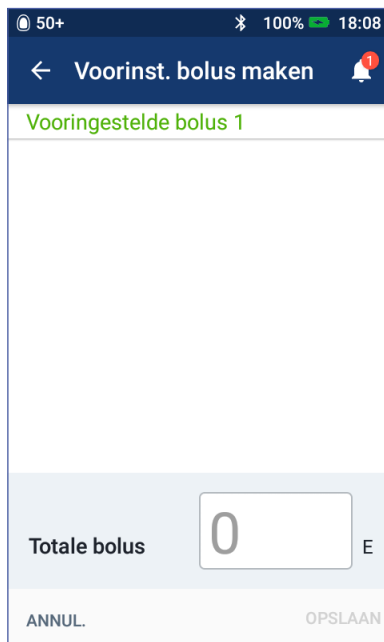 50+ 100% 18:08
Voorinst. bolus maken 1
Vooringestelde bolus 1
Totale bolus 0 E
ANNUL. OPSLAAN